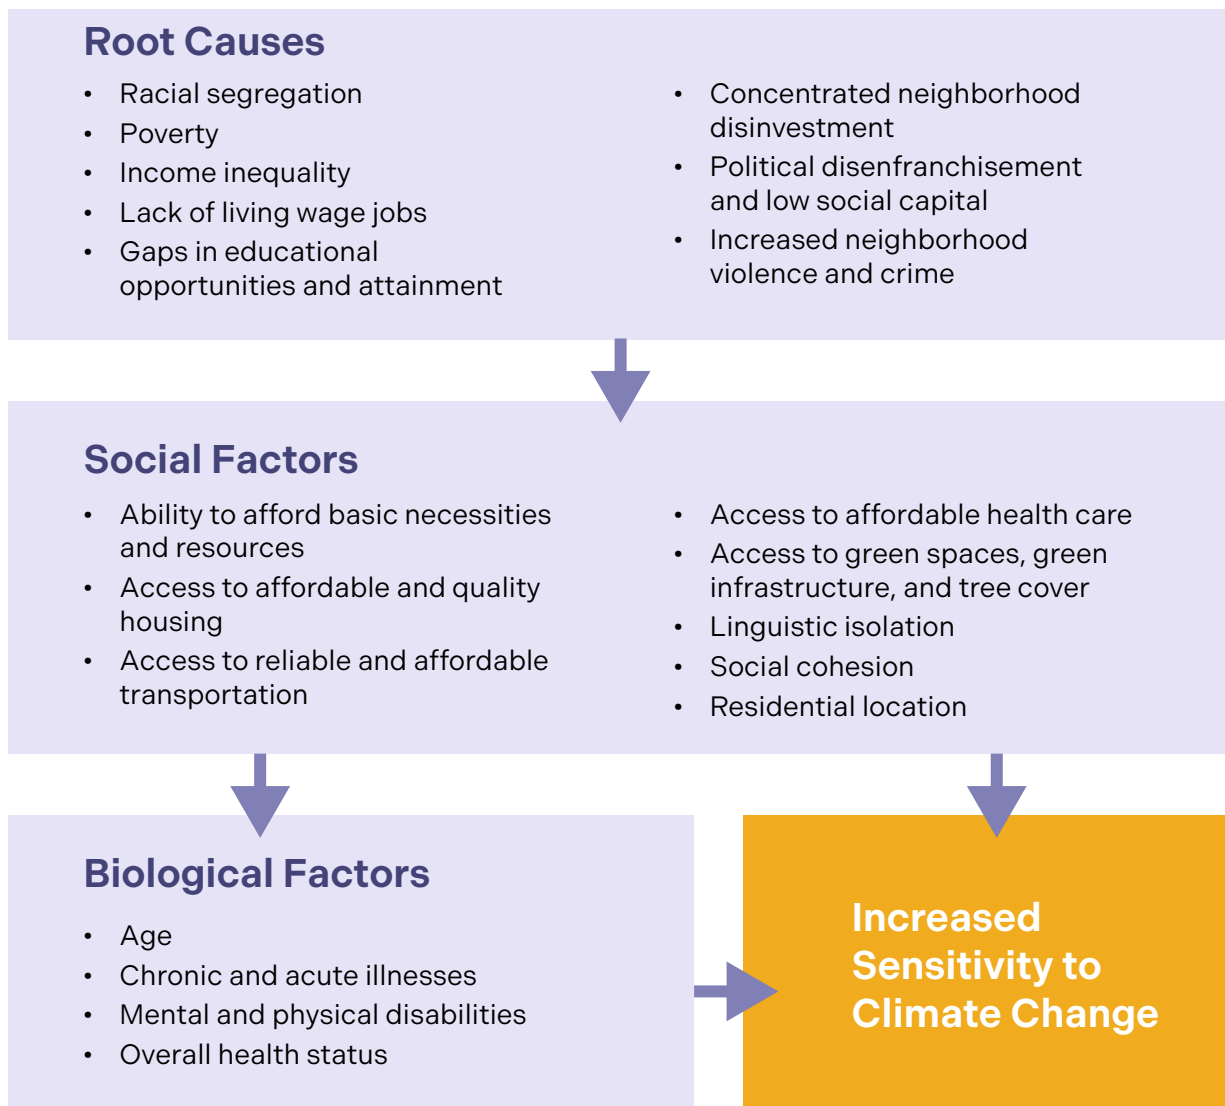 Root Causes
• Racial segregation
• Poverty
• Income inequality
• Lack of living wage jobs
• Gaps in educational
opportunities and attainment
• Concentrated neighborhood
disinvestment
• Political disenfranchisement
and low social capital
• Increased neighborhood
violence and crime
Social Factors
• Ability to afford basic necessities
and resources
• Access to affordable and quality
housing
• Access to reliable and affordable
transportation
• Access to affordable health care
• Access to green spaces, green
infrastructure, and tree cover
• Linguistic isolation
• Social cohesion
• Residential location
Biological Factors
• Age
• Chronic and acute illnesses
• Mental and physical disabilities
• Overall health status
Increased
Sensitivity to
Climate Change